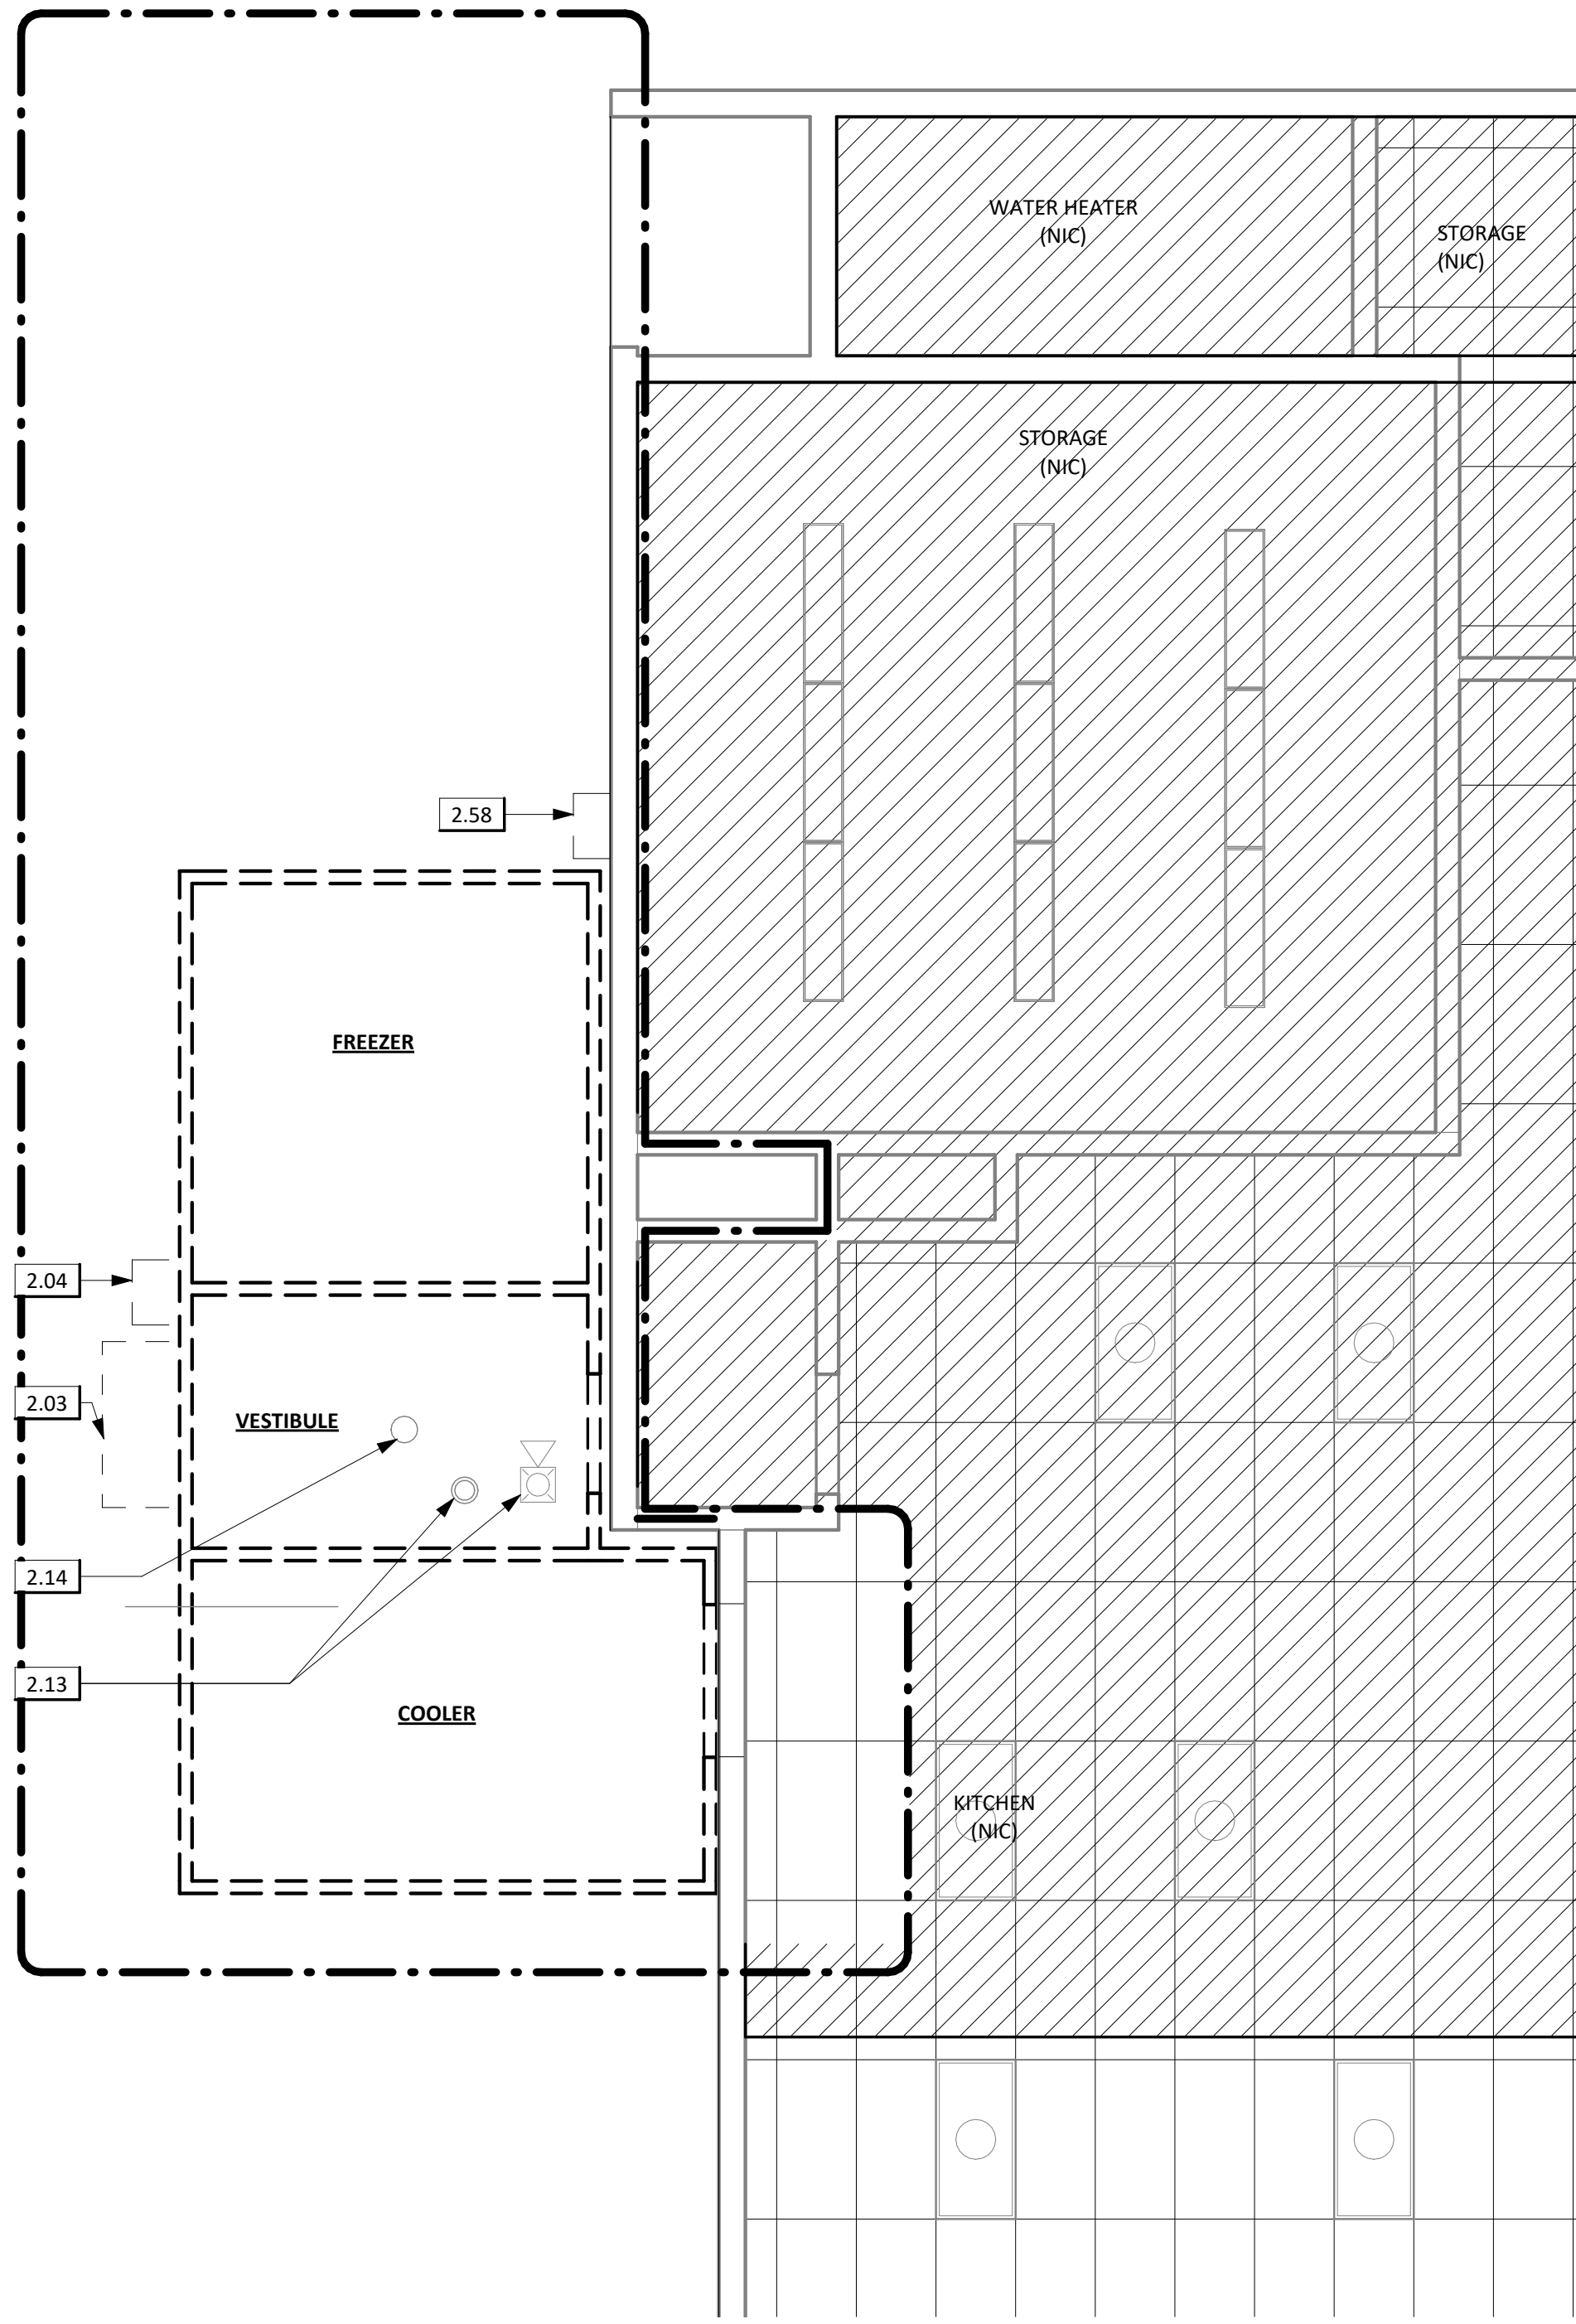 WATER HEATER
(NIC)
STORAGE
(NIC)
STORAGE
(NIC)
2.58
FREEZER
2.04
2.03
VESTIBULE
2.14
2.13
COOLER
KITCHEN
(NIC)